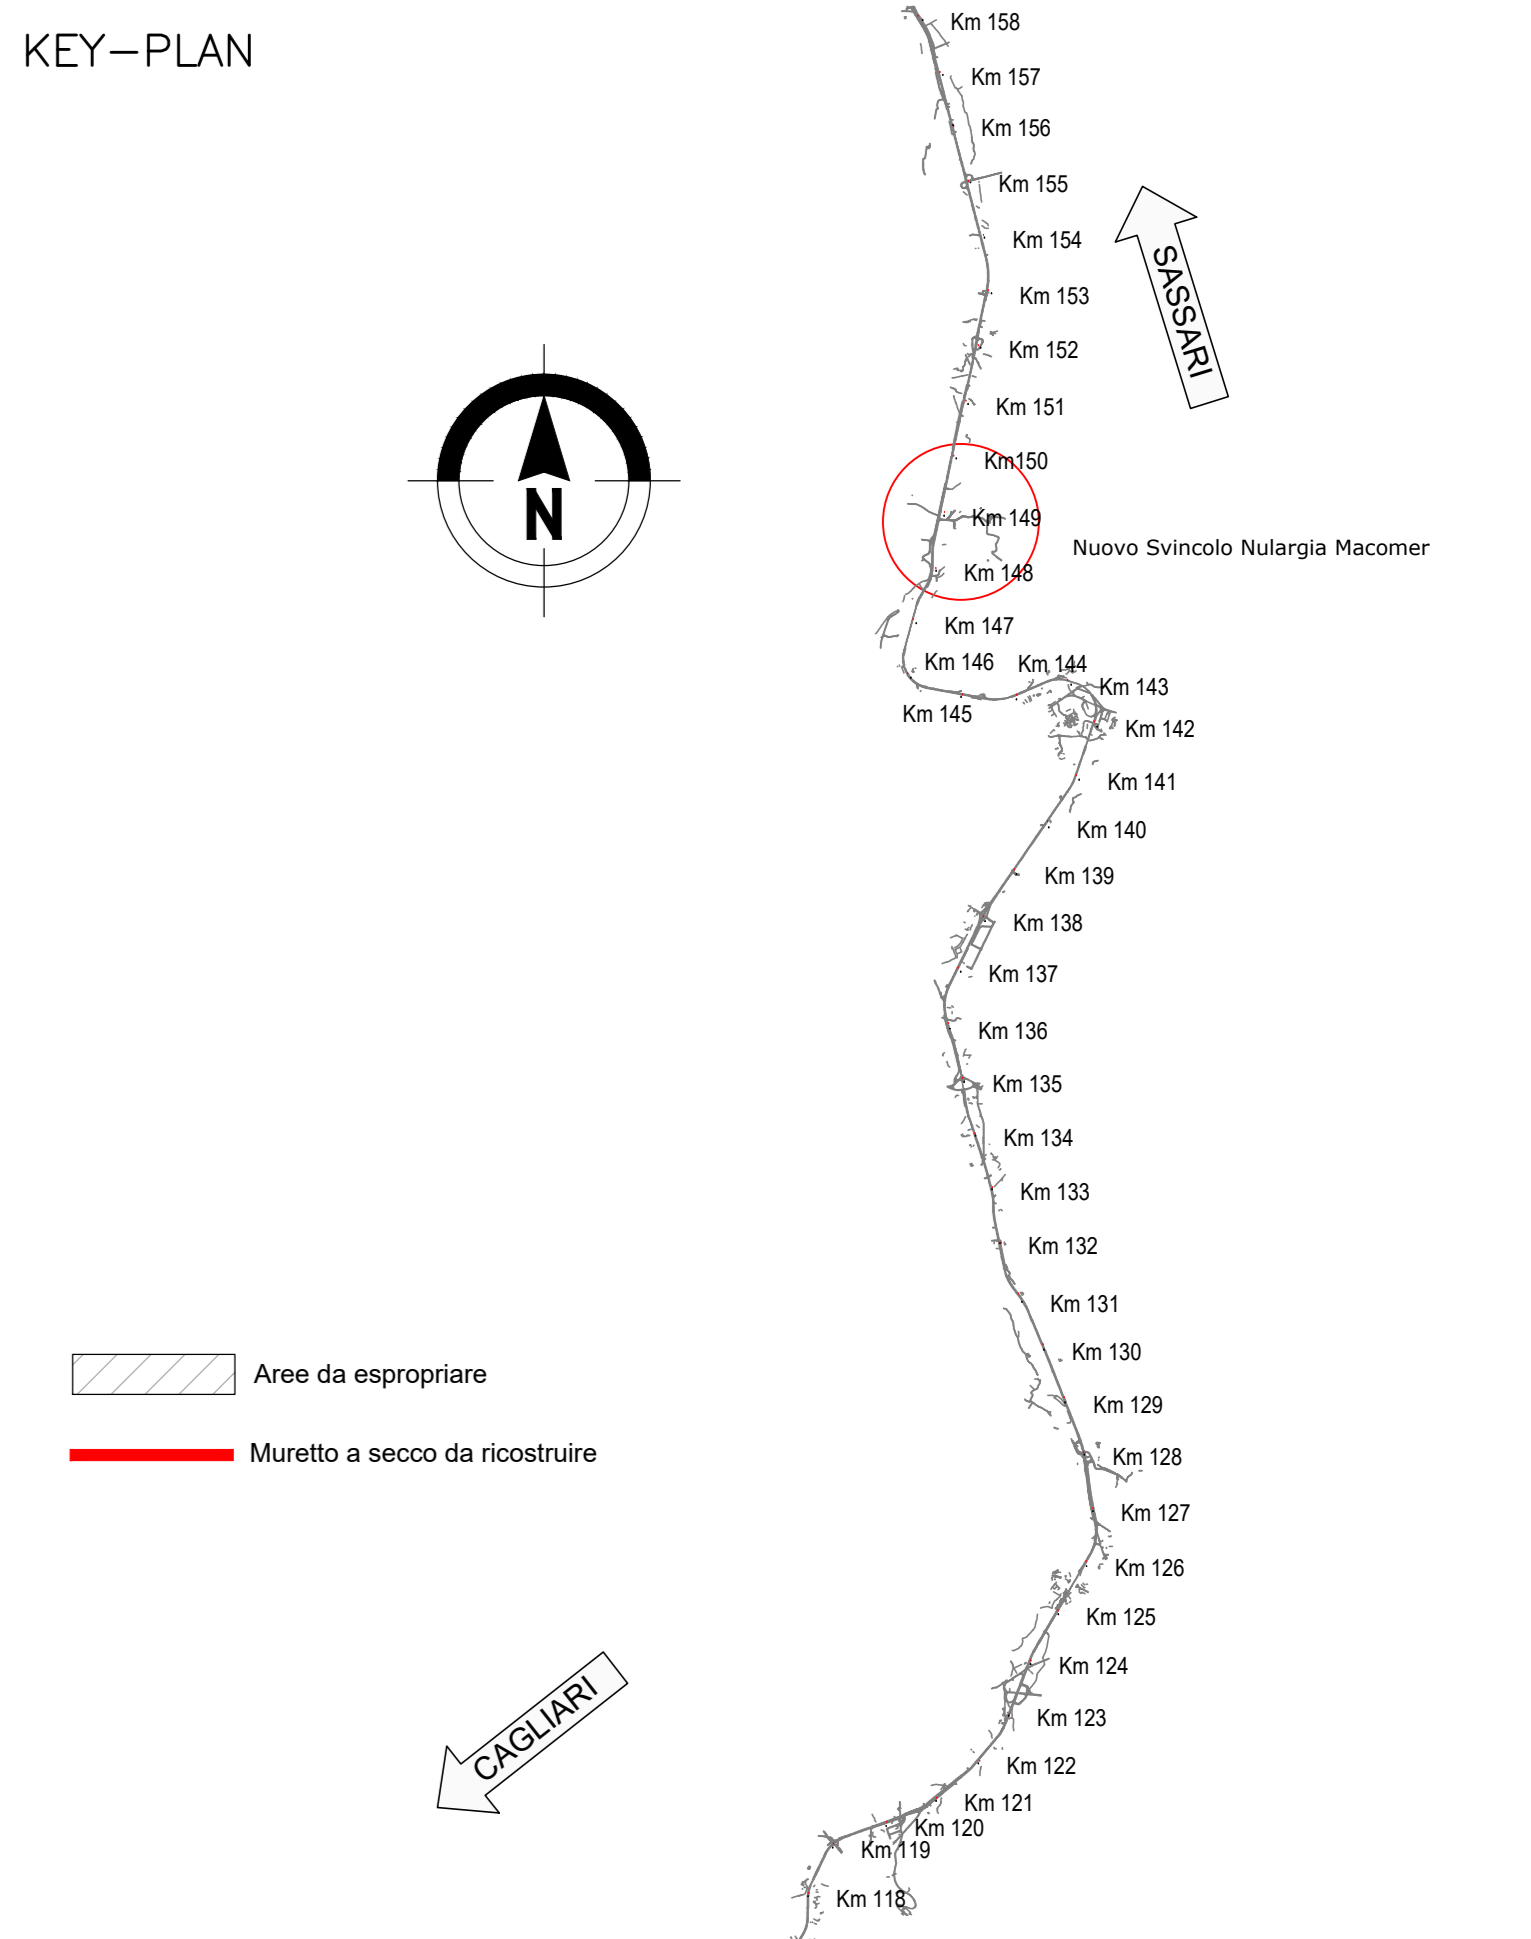 KEY-PLAN
Km 158
Km 157
Km 156
Km 155
Km 154
Km 153
Km 152
Km 151
Km150
Km 149
Km 148
Km 147
Km 146
Km 145
Km 144
Km 143
Km 142
Km 141
Km 140
Km 139
Km 138
Km 137
Km 136
Km 135
Km 134
Km 133
Km 132
Km 131
Km 130
Km 129
Km 128
Km 127
Km 126
Km 125
Km 124
Km 123
Km 122
Km 121
Km 120
Km 119
Km 118
SASSARI
N
Nuovo Svincolo Nulargia Macomer
Aree da espropriare
Muretto a secco da ricostruire
CAGLIARI